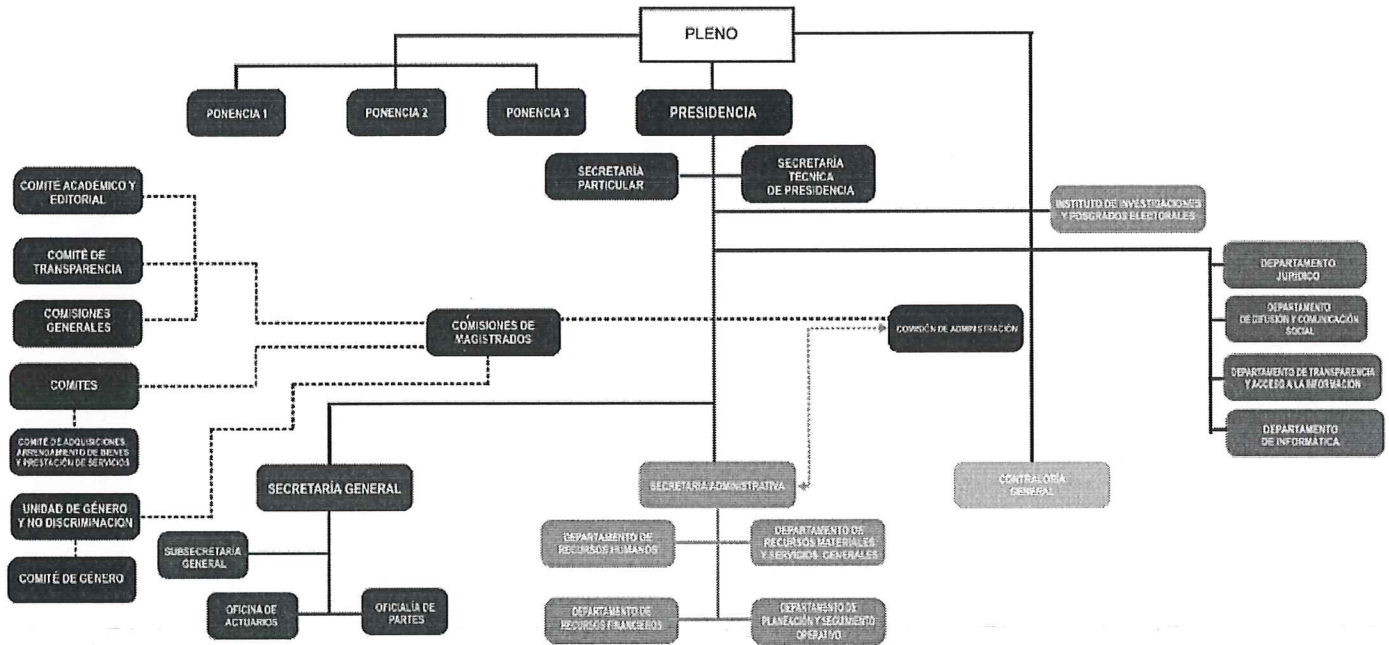 PLENO
PONENCIA 1
PONENCIA 2
PONENCIA 3
PRESIDENCIA
SECRETARÍA
PARTICULAR
SECRETARÍA
TÉCNICA
DE PRESIDENCIA
COMITÉ ACADÉMICO Y
EDITORIAL
INSTITUTO DE INVESTIGACIONES
Y POSGRADOS ELECTORALES
COMITÉ DE
TRANSPARENCIA
DEPARTAMENTO
JURÍDICO
COMISIONES
GENERALES
COMISIONES DE
MAGISTRADOS
COMISIÓN DE ADMINISTRACIÓN
DEPARTAMENTO
DE DIFUSIÓN Y COMUNICACIÓN
SOCIAL
COMITES
DEPARTAMENTO DE TRANSPARENCIA
Y ACCESO A LA INFORMACIÓN
COMITÉ DE ADQUISICIONES,
ARRENDAMIENTO DE BIENES
Y PRESTACIÓN DE SERVICIOS
DEPARTAMENTO
DE INFORMÁTICA
SECRETARÍA GENERAL
SECRETARÍA ADMINISTRATIVA
CONTRALORÍA
GENERAL
UNIDAD DE GÉNERO
Y NO DISCRIMINACION
SUBSECRETARÍA
GENERAL
DEPARTAMENTO DE
RECURSOS HUMANOS
DEPARTAMENTO DE
RECURSOS MATERIALES
Y SERVICIOS GENERALES
COMITÉ DE GÉNERO
OFICINA DE
ACTUARIOS
OFICIALÍA DE
PARTES
DEPARTAMENTO DE
RECURSOS FINANCIEROS
DEPARTAMENTO DE
PLANEACIÓN Y SEGUIMIENTO
OPERATIVO